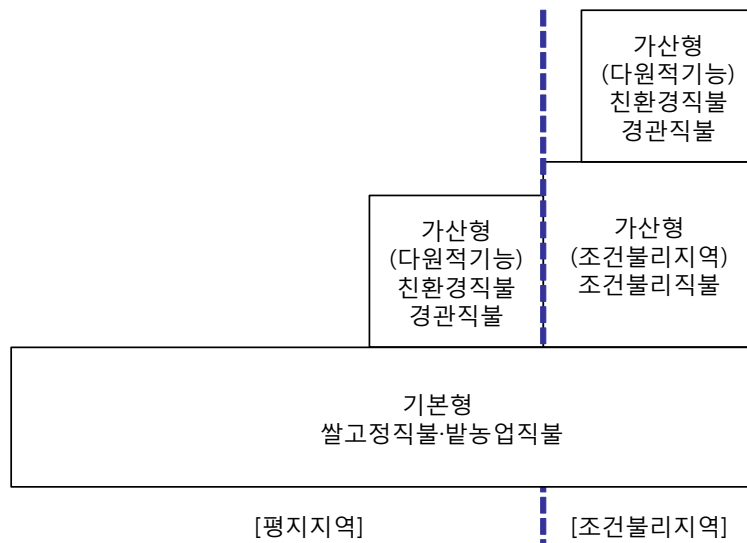 가산형
(다원적기능)
친환경직불
경관직불
가산형
(다원적기능)
친환경직불
경관직불
가산형
(조건불리지역)
조건불리직불
기본형
쌀고정직불·밭농업직불
[평지지역]
[조건불리지역]